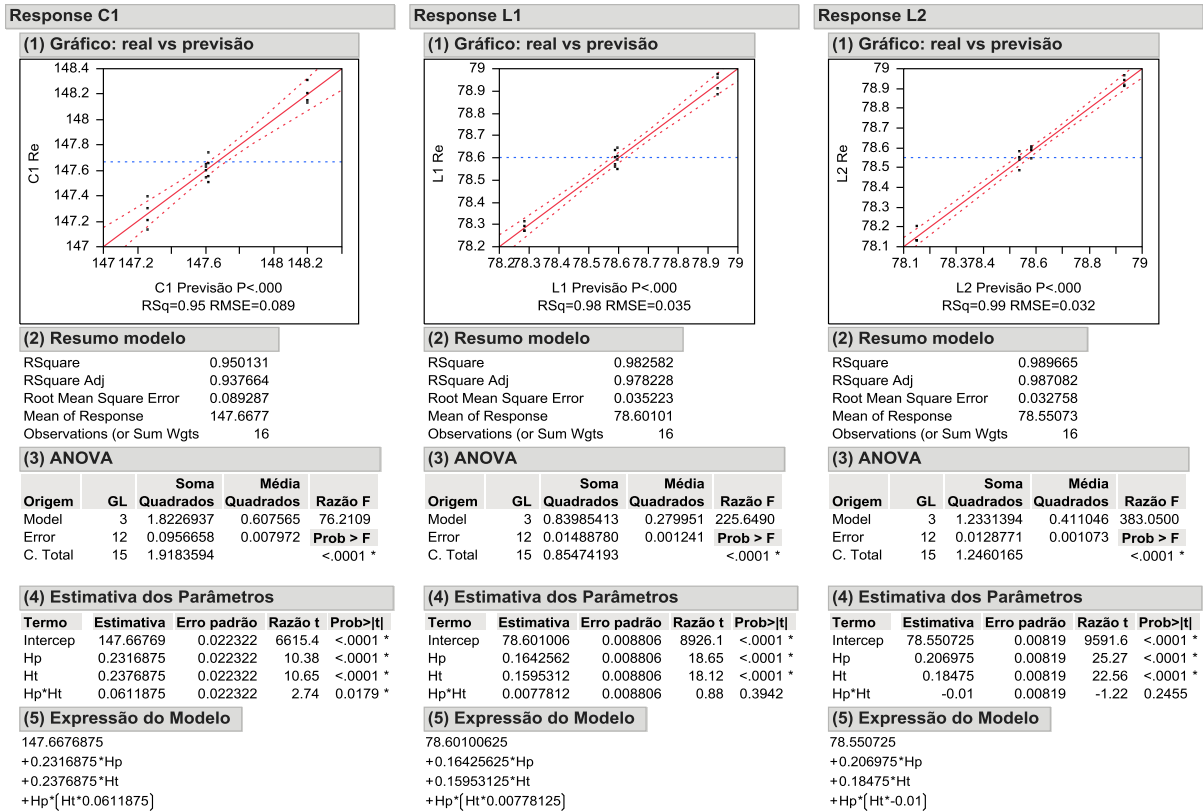 Response C1
(1) Gráfico: real vs previsão
148.4
148.2
148
147.8
147.6
147.4
147.2
147
C1 Re
147 147.2 147.6 148 148.2
C1 Previsão P<.000
RSq=0.95 RMSE=0.089
(2) Resumo modelo
RSquare 0.950131
RSquare Adj 0.937664
Root Mean Square Error 0.089287
Mean of Response 147.6677
Observations (or Sum Wgts 16
(3) ANOVA
Soma Média
Origem GL Quadrados Quadrados Razão F
Model 3 1.8226937 0.607565 76.2109
Error 12 0.0956658 0.007972 Prob > F
C. Total 15 1.9183594 <.0001 *
(4) Estimativa dos Parâmetros
Termo Estimativa Erro padrão Razão t Prob>|t|
Intercep 147.66769 0.022322 6615.4 <.0001 *
Hp 0.2316875 0.022322 10.38 <.0001 *
Ht 0.2376875 0.022322 10.65 <.0001 *
Hp*Ht 0.0611875 0.022322 2.74 0.0179 *
(5) Expressão do Modelo
147.6676875
+0.2316875*Hp
+0.2376875*Ht
+Hp*(Ht*0.0611875)
Response L1
(1) Gráfico: real vs previsão
79
78.9
78.8
78.7
78.6
78.5
78.4
78.3
78.2
L1 Re
78.2 78.3 78.4 78.5 78.6 78.7 78.8 78.9 79
L1 Previsão P<.000
RSq=0.98 RMSE=0.035
(2) Resumo modelo
RSquare 0.982582
RSquare Adj 0.978228
Root Mean Square Error 0.035223
Mean of Response 78.60101
Observations (or Sum Wgts 16
(3) ANOVA
Soma Média
Origem GL Quadrados Quadrados Razão F
Model 3 0.83985413 0.279951 225.6490
Error 12 0.01488780 0.001241 Prob > F
C. Total 15 0.85474193 <.0001 *
(4) Estimativa dos Parâmetros
Termo Estimativa Erro padrão Razão t Prob>|t|
Intercep 78.601006 0.008806 8926.1 <.0001 *
Hp 0.1642562 0.008806 18.65 <.0001 *
Ht 0.1595312 0.008806 18.12 <.0001 *
Hp*Ht 0.0077812 0.008806 0.88 0.3942
(5) Expressão do Modelo
78.60100625
+0.16425625*Hp
+0.15953125*Ht
+Hp*(Ht*0.00778125)
Response L2
(1) Gráfico: real vs previsão
79
78.9
78.8
78.7
78.6
78.5
78.4
78.3
78.2
78.1
L2 Re
78.1 78.3 78.4 78.6 78.8 79
L2 Previsão P<.000
RSq=0.99 RMSE=0.032
(2) Resumo modelo
RSquare 0.989665
RSquare Adj 0.987082
Root Mean Square Error 0.032758
Mean of Response 78.55073
Observations (or Sum Wgts 16
(3) ANOVA
Soma Média
Origem GL Quadrados Quadrados Razão F
Model 3 1.2331394 0.411046 383.0500
Error 12 0.0128771 0.001073 Prob > F
C. Total 15 1.2460165 <.0001 *
(4) Estimativa dos Parâmetros
Termo Estimativa Erro padrão Razão t Prob>|t|
Intercep 78.550725 0.00819 9591.6 <.0001 *
Hp 0.206975 0.00819 25.27 <.0001 *
Ht 0.18475 0.00819 22.56 <.0001 *
Hp*Ht -0.01 0.00819 -1.22 0.2455
(5) Expressão do Modelo
78.550725
+0.206975*Hp
+0.18475*Ht
+Hp*(Ht*-0.01)